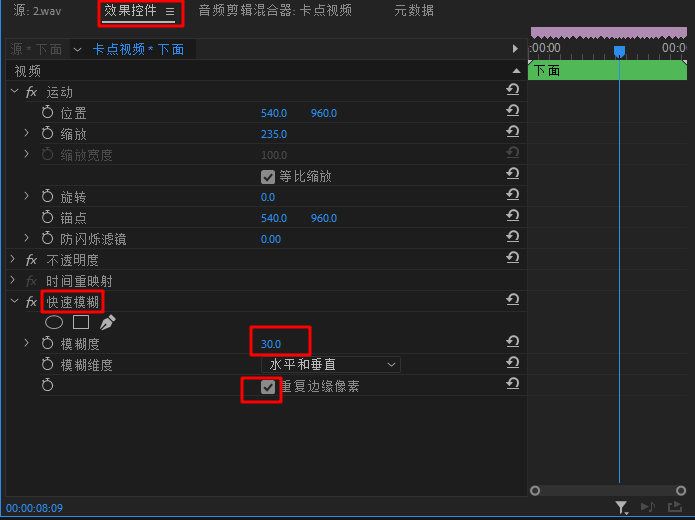 源: 2.wav 效果控件 音频剪辑混合器: 卡点视频 元数据
源 * 下面 卡点视频 * 下面 :00:00 00:0
视频 下面
fx 运动
位置 540.0 960.0
缩放 235.0
缩放宽度 100.0
等比缩放
旋转 0.0
锚点 540.0 960.0
防闪烁滤镜 0.00
fx 不透明度
fx 时间重映射
fx 快速模糊
模糊度 30.0
模糊维度 水平和垂直
重复边缘像素
00:00:08:09